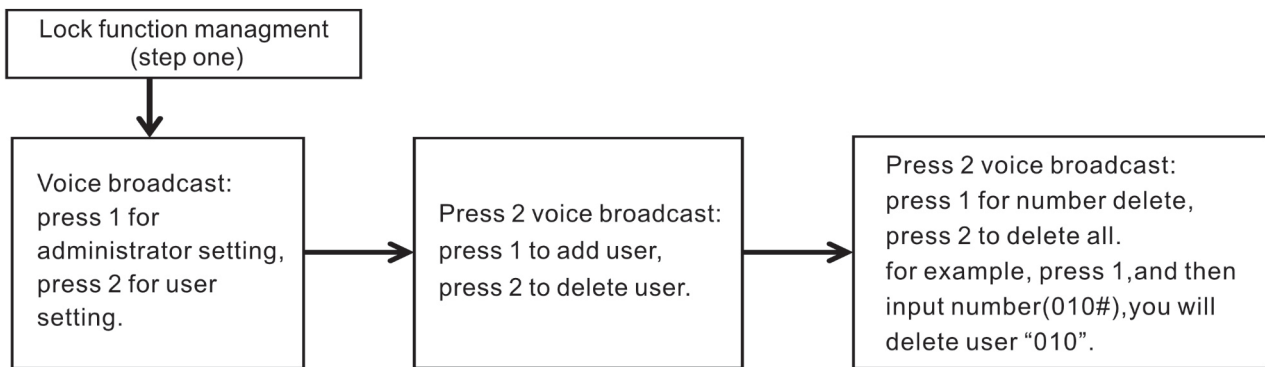 Lock function managment
(step one)
Voice broadcast:
press 1 for
administrator setting,
press 2 for user
setting.
Press 2 voice broadcast:
press 1 to add user,
press 2 to delete user.
Press 2 voice broadcast:
press 1 for number delete,
press 2 to delete all.
for example, press 1,and then
input number(010#),you will
delete user “010”.